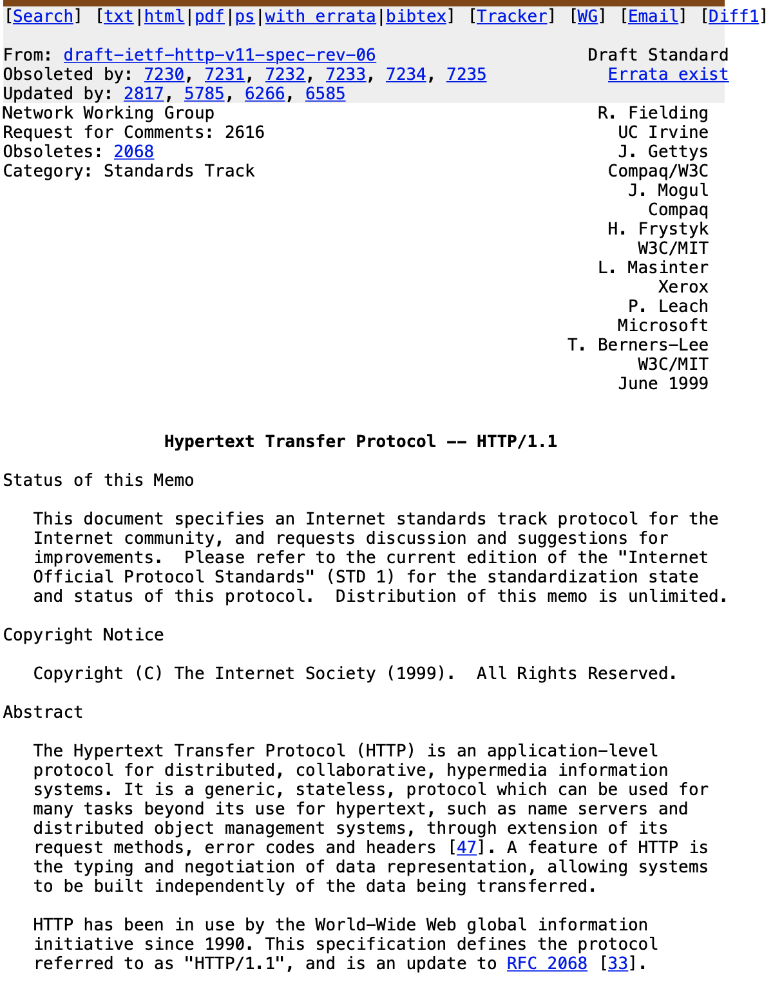 [Search] [txt|html|pdf|ps|with errata|bibtex] [Tracker] [WG] [Email] [Diff1]
From: draft-ietf-http-v11-spec-rev-06 Draft Standard
Obsoleted by: 7230, 7231, 7232, 7233, 7234, 7235 Errata exist
Updated by: 2817, 5785, 6266, 6585
Network Working Group R. Fielding
Request for Comments: 2616 UC Irvine
Obsoletes: 2068 J. Gettys
Category: Standards Track Compaq/W3C
J. Mogul
Compaq
H. Frystyk
W3C/MIT
L. Masinter
Xerox
P. Leach
Microsoft
T. Berners-Lee
W3C/MIT
June 1999
Hypertext Transfer Protocol -- HTTP/1.1
Status of this Memo
This document specifies an Internet standards track protocol for the
Internet community, and requests discussion and suggestions for
improvements.  Please refer to the current edition of the "Internet
Official Protocol Standards" (STD 1) for the standardization state
and status of this protocol.  Distribution of this memo is unlimited.
Copyright Notice
Copyright (C) The Internet Society (1999).  All Rights Reserved.
Abstract
The Hypertext Transfer Protocol (HTTP) is an application-level
protocol for distributed, collaborative, hypermedia information
systems. It is a generic, stateless, protocol which can be used for
many tasks beyond its use for hypertext, such as name servers and
distributed object management systems, through extension of its
request methods, error codes and headers [47]. A feature of HTTP is
the typing and negotiation of data representation, allowing systems
to be built independently of the data being transferred.
HTTP has been in use by the World-Wide Web global information
initiative since 1990. This specification defines the protocol
referred to as "HTTP/1.1", and is an update to RFC 2068 [33].